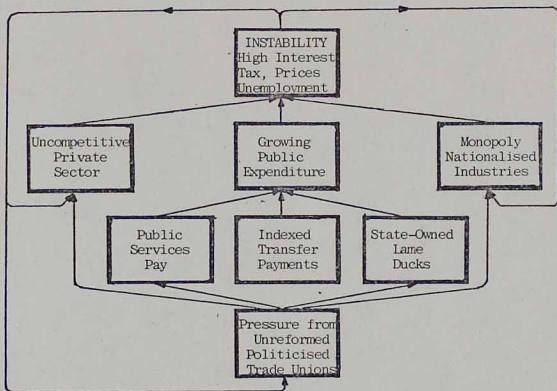 INSTABILITY
High Interest
Tax, Prices
Unemployment
Uncompetitive
Private
Sector
Growing
Public
Expenditure
Monopoly
Nationalised
Industries
Public
Services
Pay
Indexed
Transfer
Payments
State-Owned
Lame
Ducks
Pressure from
Unreformed
Politicised
Trade Unions